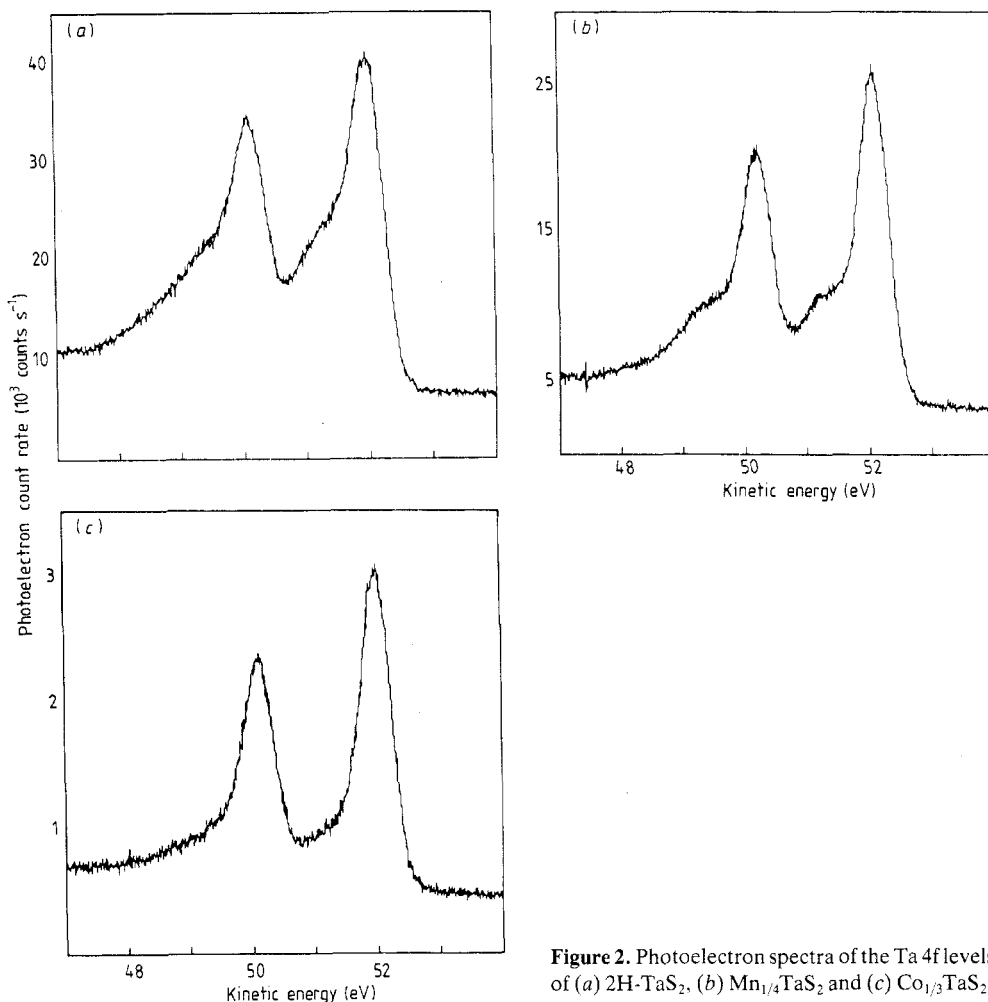 (a)
40
30
20
10
Photoelectron count rate (10³ counts s⁻¹)
(b)
25
15
5
48 50 52
Kinetic energy (eV)
(c)
3
2
1
48 50 52
Kinetic energy (eV)
Figure 2. Photoelectron spectra of the Ta 4f levels
of (a) 2H-TaS₂, (b) Mn₁/₄TaS₂ and (c) Co₁/₃TaS₂